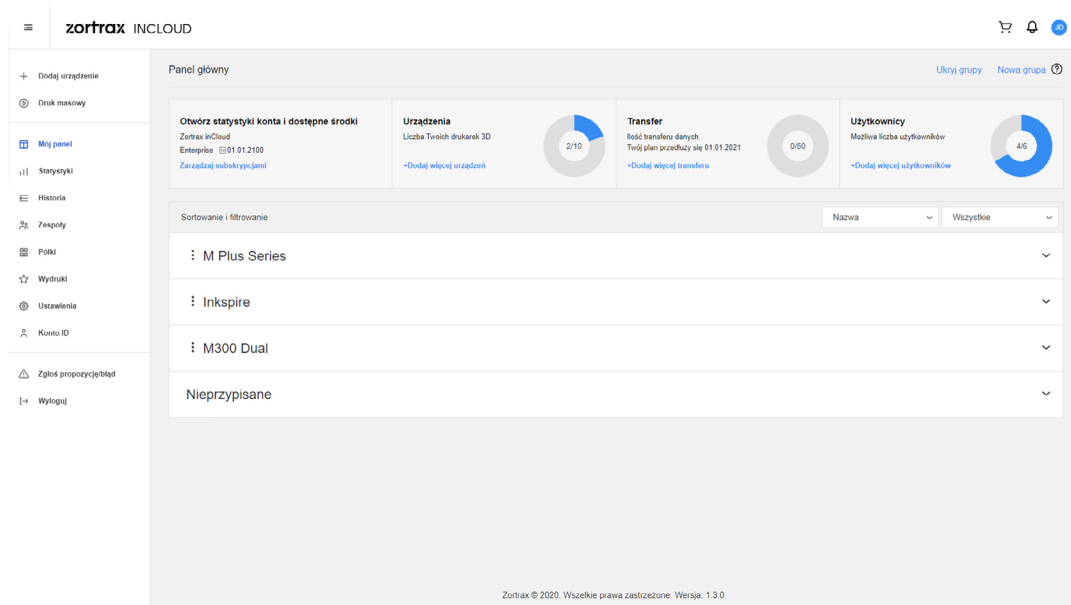 zortrax INCLOUD
JD
Dodaj urządzenie
Druk masowy
Mój panel
Statystyki
Historia
Zespoły
Półki
Wydruki
Ustawienia
Konto ID
Zgłoś propozycję/błąd
Wyloguj
Panel główny
Ukryj grupy
Nowa grupa
Otwórz statystyki konta i dostępne środki
Zortrax inCloud
Enterprise 01.01.2100
Zarządzaj subskrypcjami
Urządzenia
Liczba Twoich drukarek 3D
+Dodaj więcej urządzeń
2/10
Transfer
Ilość transferu danych.
Twój plan przedłuży się 01.01.2021
+Dodaj więcej transferu
0/50
Użytkownicy
Możliwa liczba użytkowników
+Dodaj więcej użytkowników
4/6
Sortowanie i filtrowanie
Nazwa
Wszystkie
M Plus Series
Inkspire
M300 Dual
Nieprzypisane
Zortrax © 2020. Wszelkie prawa zastrzeżone. Wersja: 1.3.0